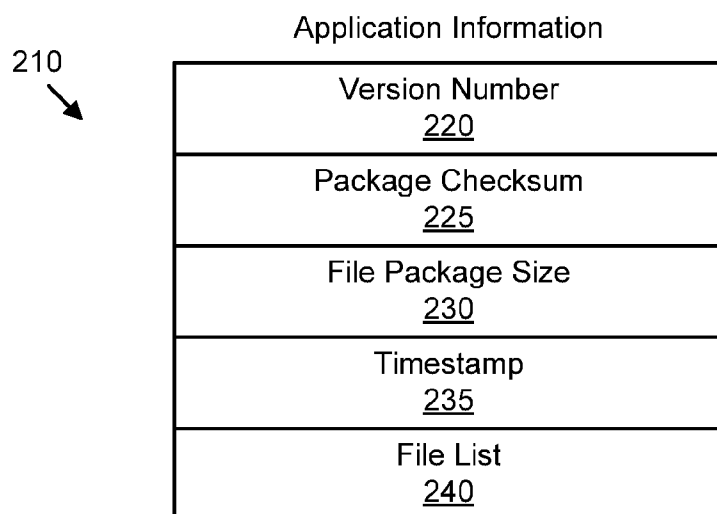 Application Information
210
Version Number
220
Package Checksum
225
File Package Size
230
Timestamp
235
File List
240